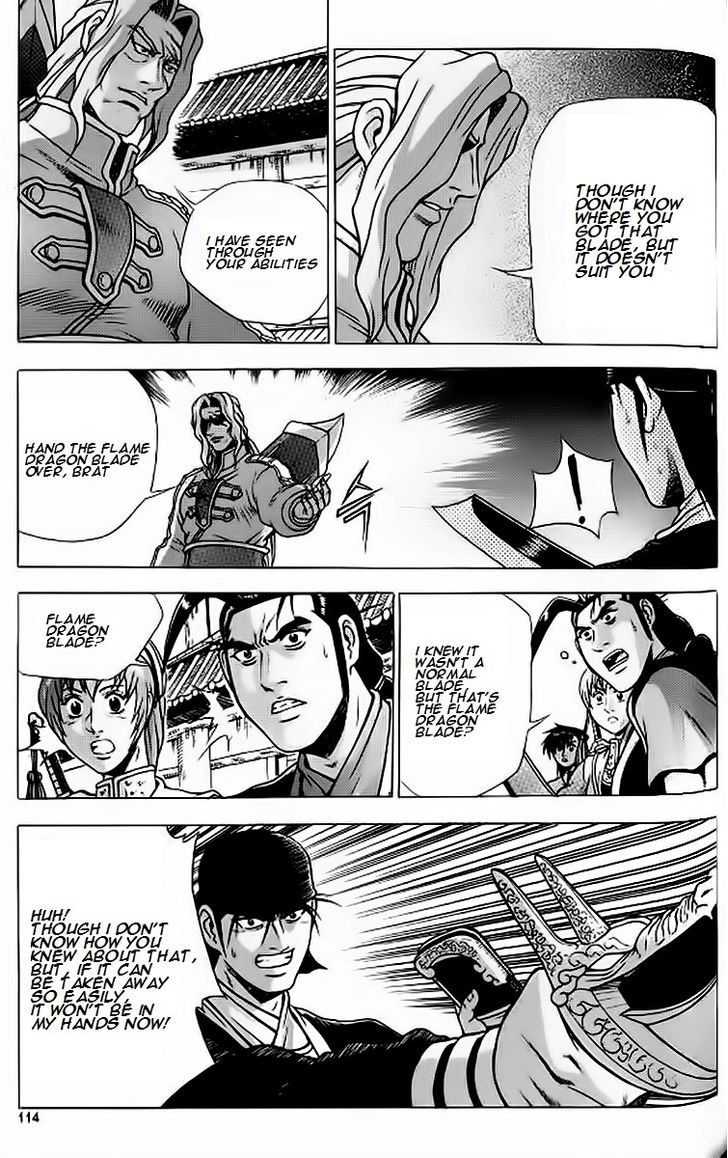 THOUGH I
DON'T KNOW
WHERE YOU
GOT THAT
BLADE, BUT
IT DOESN'T
SUIT YOU
I HAVE SEEN
THROUGH
YOUR ABILITIES
!
HAND THE FLAME
DRAGON BLADE
OVER, BRAT
I KNEW IT
WASN'T A
NORMAL
BLADE
BUT THAT'S
THE FLAME
DRAGON
BLADE?
FLAME
DRAGON
BLADE?
HUH!
THOUGH I DON'T
KNOW HOW YOU
KNEW ABOUT THAT,
BUT, IF IT CAN
BE TAKEN AWAY
SO EASILY,
IT WON'T BE IN
MY HANDS NOW!
114